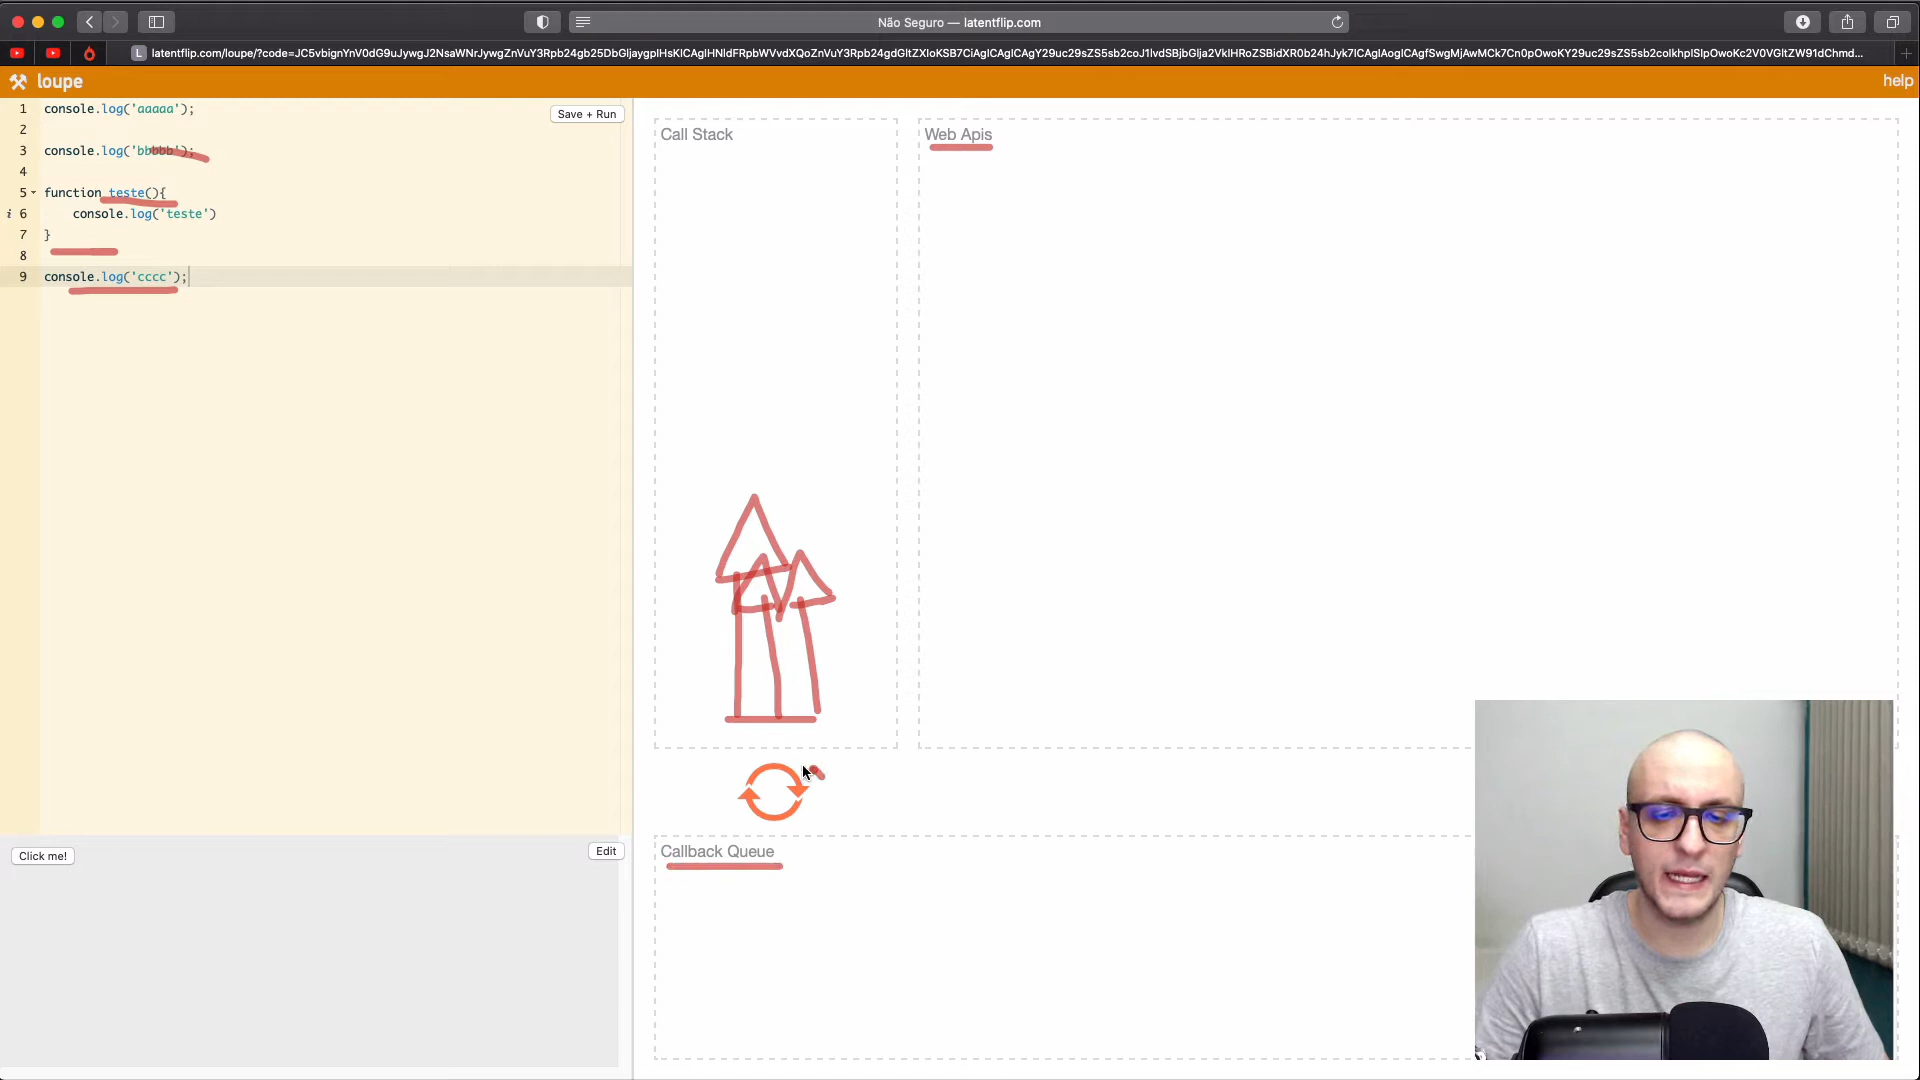 Não Seguro — latentflip.com
loupe
help
1 console.log('aaaaa');
2
3 console.log('bbbbb');
4
5 function teste(){
i 6 console.log('teste')
7 }
8
9 console.log('cccc');
Save + Run
Call Stack
Web Apis
Click me!
Edit
Callback Queue